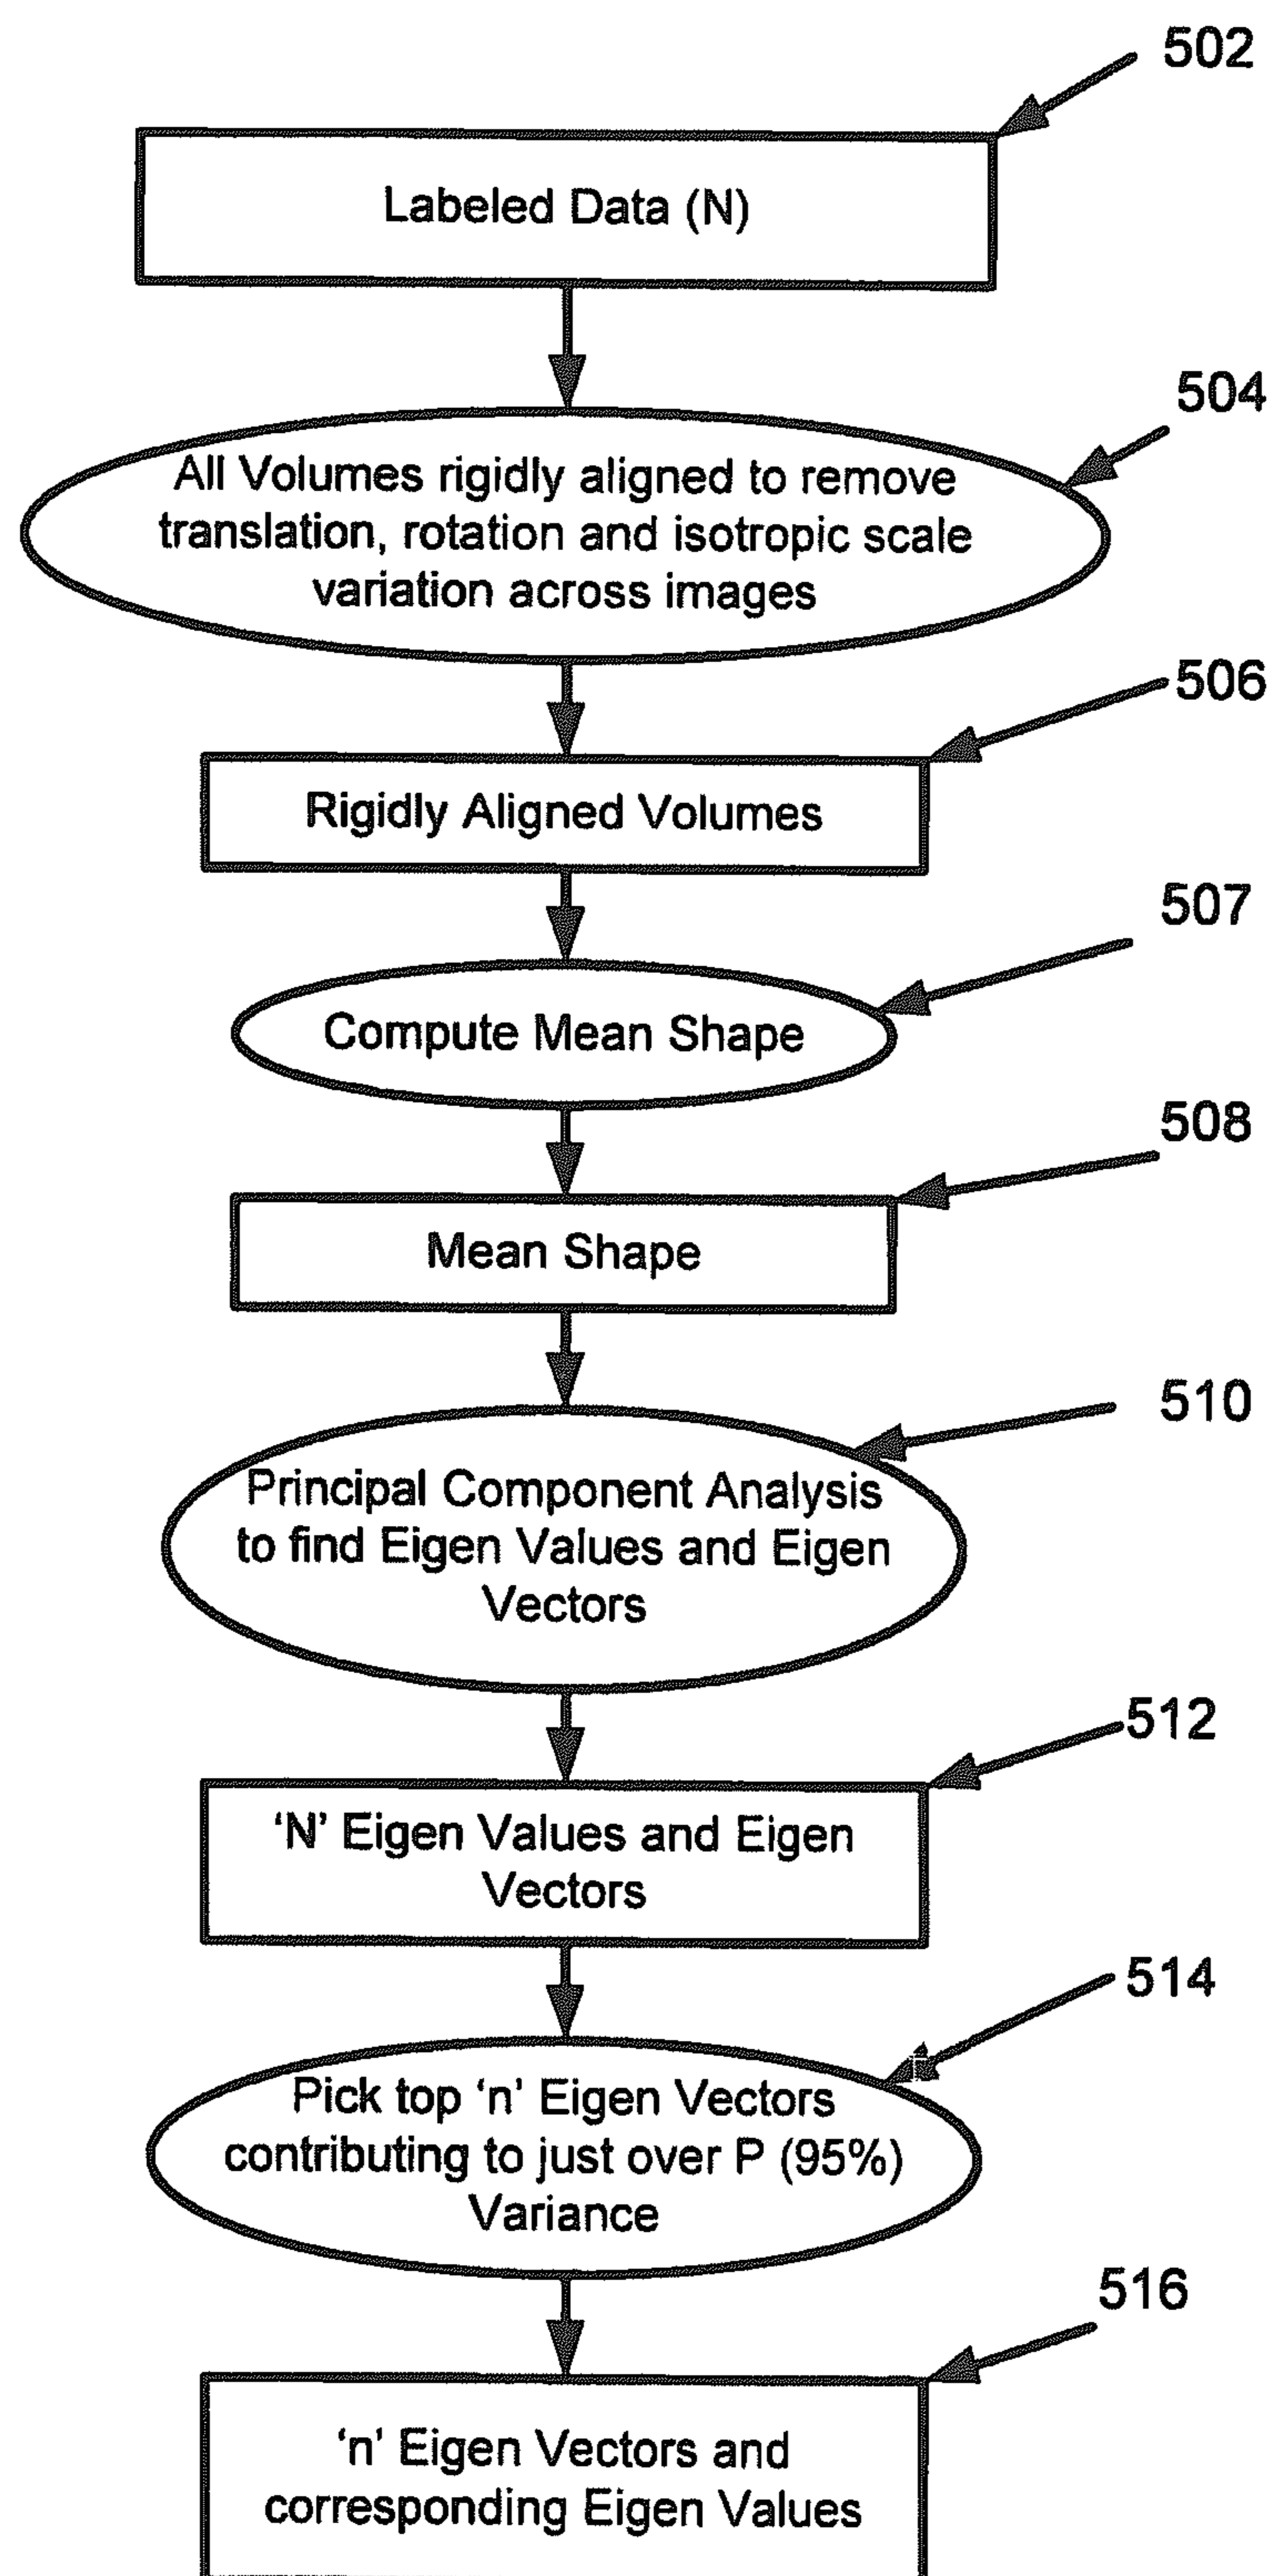 502
Labeled Data (N)
504
All Volumes rigidly aligned to remove
translation, rotation and isotropic scale
variation across images
506
Rigidly Aligned Volumes
507
Compute Mean Shape
508
Mean Shape
510
Principal Component Analysis
to find Eigen Values and Eigen
Vectors
512
‘N’ Eigen Values and Eigen
Vectors
514
Pick top ‘n’ Eigen Vectors
contributing to just over P (95%)
Variance
516
‘n’ Eigen Vectors and
corresponding Eigen Values